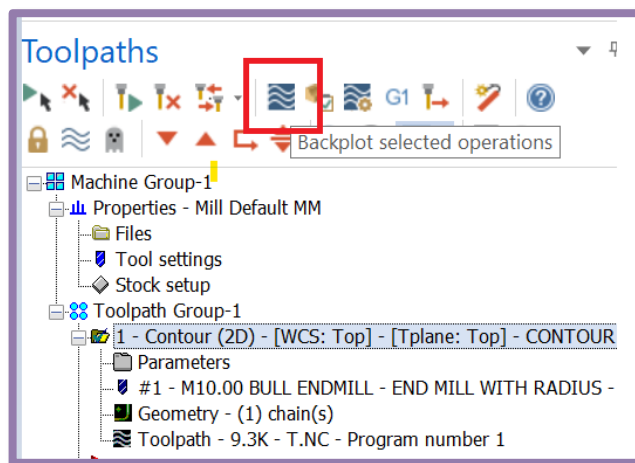 Toolpaths
G1
Backplot selected operations
Machine Group-1
Properties - Mill Default MM
Files
Tool settings
Stock setup
Toolpath Group-1
1 - Contour (2D) - [WCS: Top] - [Tplane: Top] - CONTOUR
Parameters
#1 - M10.00 BULL ENDMILL - END MILL WITH RADIUS -
Geometry - (1) chain(s)
Toolpath - 9.3K - T.NC - Program number 1